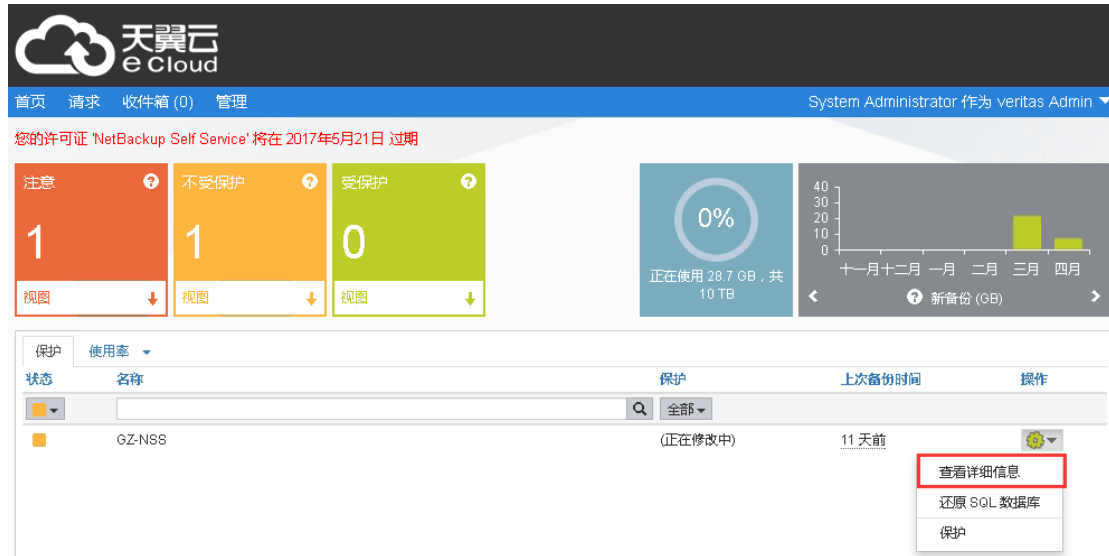 天翼云
e Cloud
首页 请求 收件箱 (0) 管理 System Administrator 作为 veritas Admin
您的许可证 'NetBackup Self Service' 将在 2017年5月21日 过期
注意 ? 不受保护 ? 受保护 ?
1 1 0
视图 视图 视图
0%
正在使用 28.7 GB，共
10 TB
40
30
20
10
0
十一月 十二月 一月 二月 三月 四月
? 新备份 (GB)
保护 使用率
状态 名称 保护 上次备份时间 操作
全部
GZ-NSS (正在修改中) 11 天前
查看详细信息
还原 SQL 数据库
保护